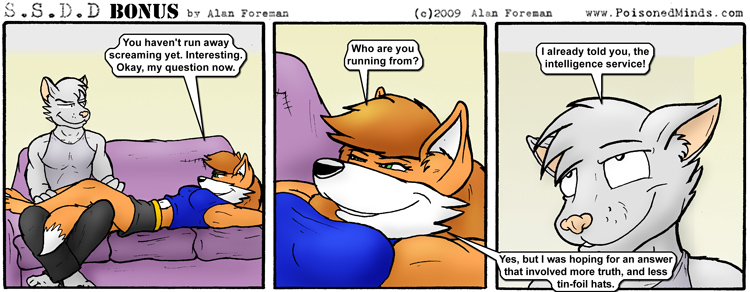 S.S.D.D BONUS by Alan Foreman (c)2009 Alan Foreman www.PoisonedMinds.com
You haven't run away
screaming yet. Interesting.
Okay, my question now.
Who are you
running from?
I already told you, the
intelligence service!
Yes, but I was hoping for an answer
that involved more truth, and less
tin-foil hats.